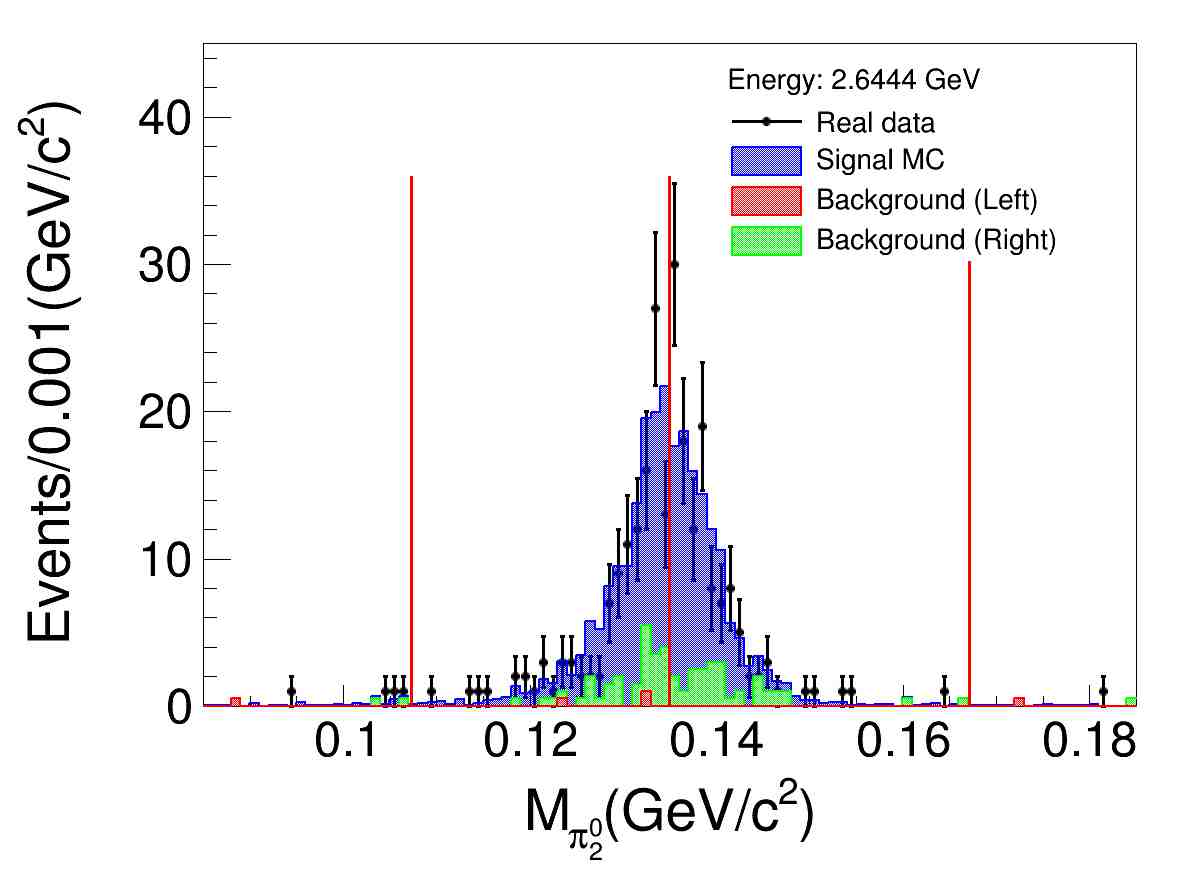 Energy: 2.6444 GeV
Real data
Signal MC
Background (Left)
Background (Right)
Events/0.001(GeV/c²)
40
30
20
10
0
0.1 0.12 0.14 0.16 0.18
M_{π⁰₂}(GeV/c²)